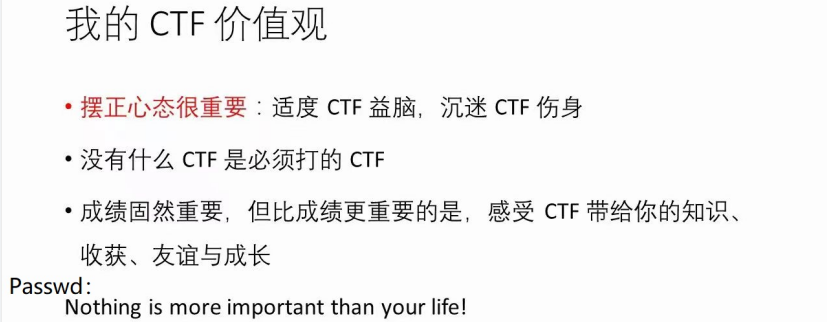 我的 CTF 价值观
• 摆正心态很重要：适度 CTF 益脑，沉迷 CTF 伤身
• 没有什么 CTF 是必须打的 CTF
• 成绩固然重要，但比成绩更重要的是，感受 CTF 带给你的知识、
收获、友谊与成长
Passwd：
Nothing is more important than your life!